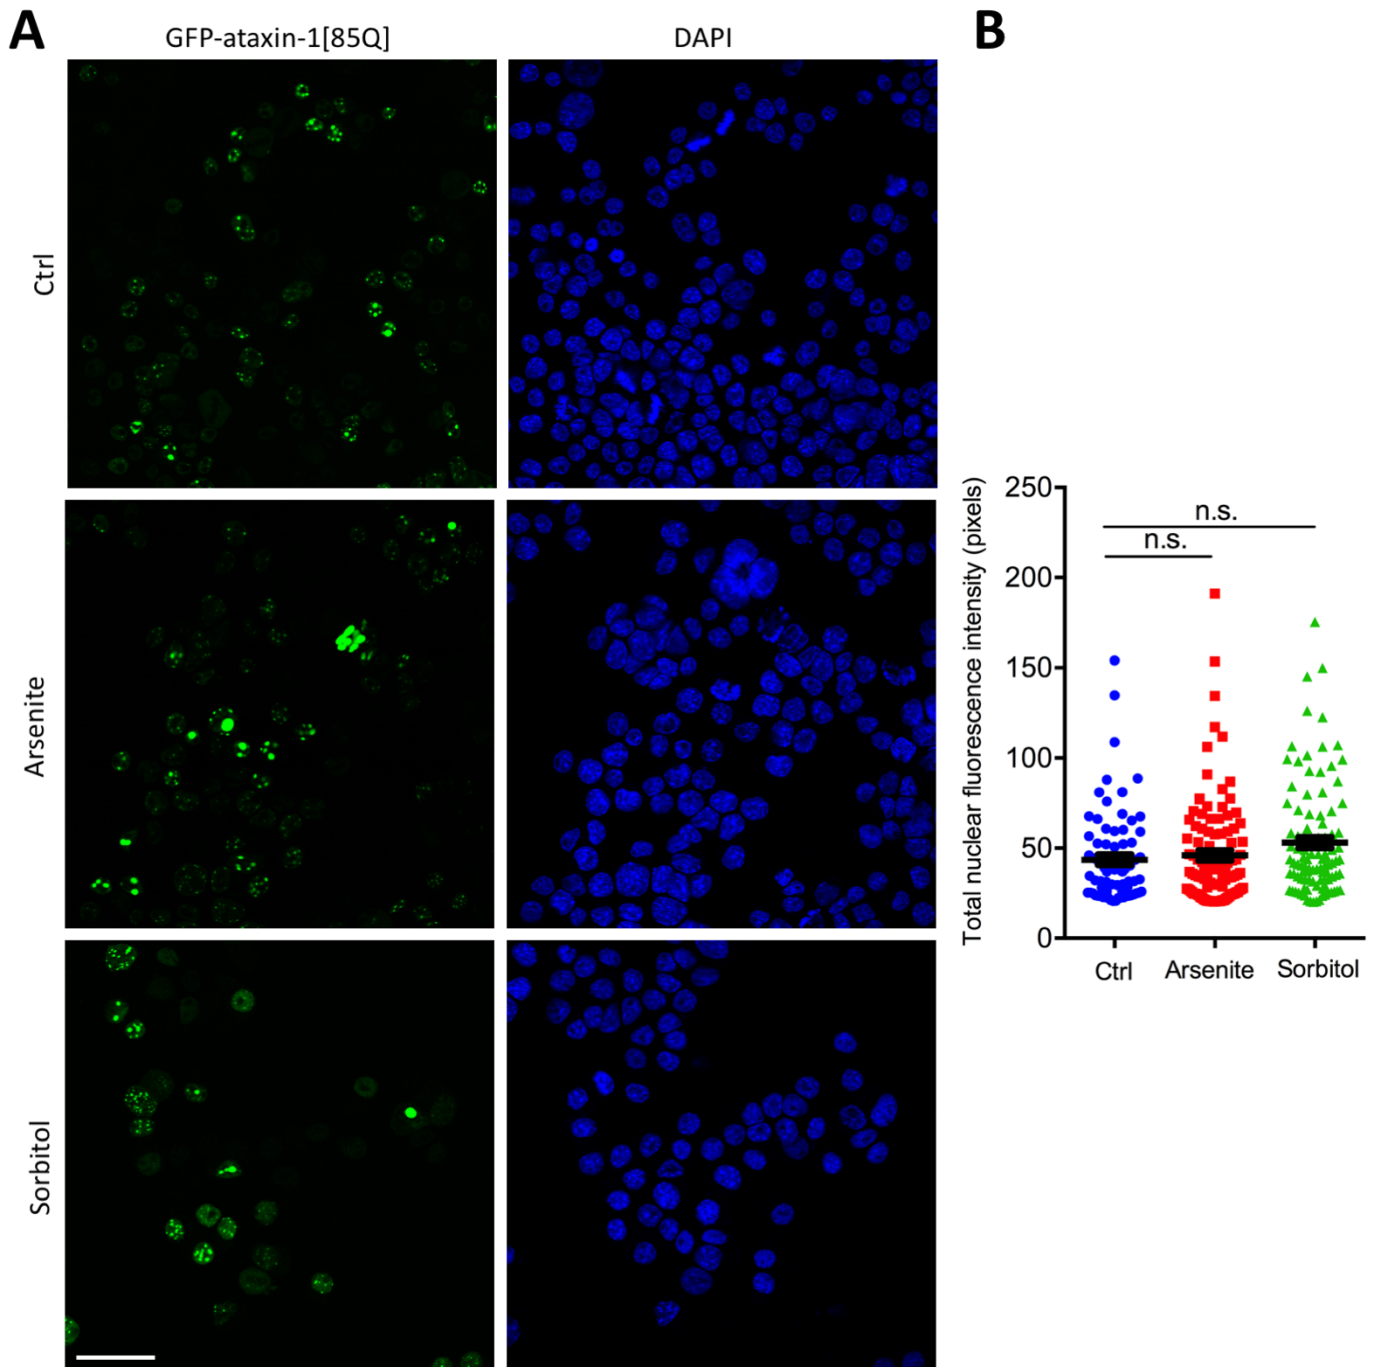 A
GFP-ataxin-1[85Q]
DAPI
B
Ctrl
Arsenite
Sorbitol
Total nuclear fluorescence intensity (pixels)
250
200
150
100
50
0
n.s.
n.s.
Ctrl
Arsenite
Sorbitol